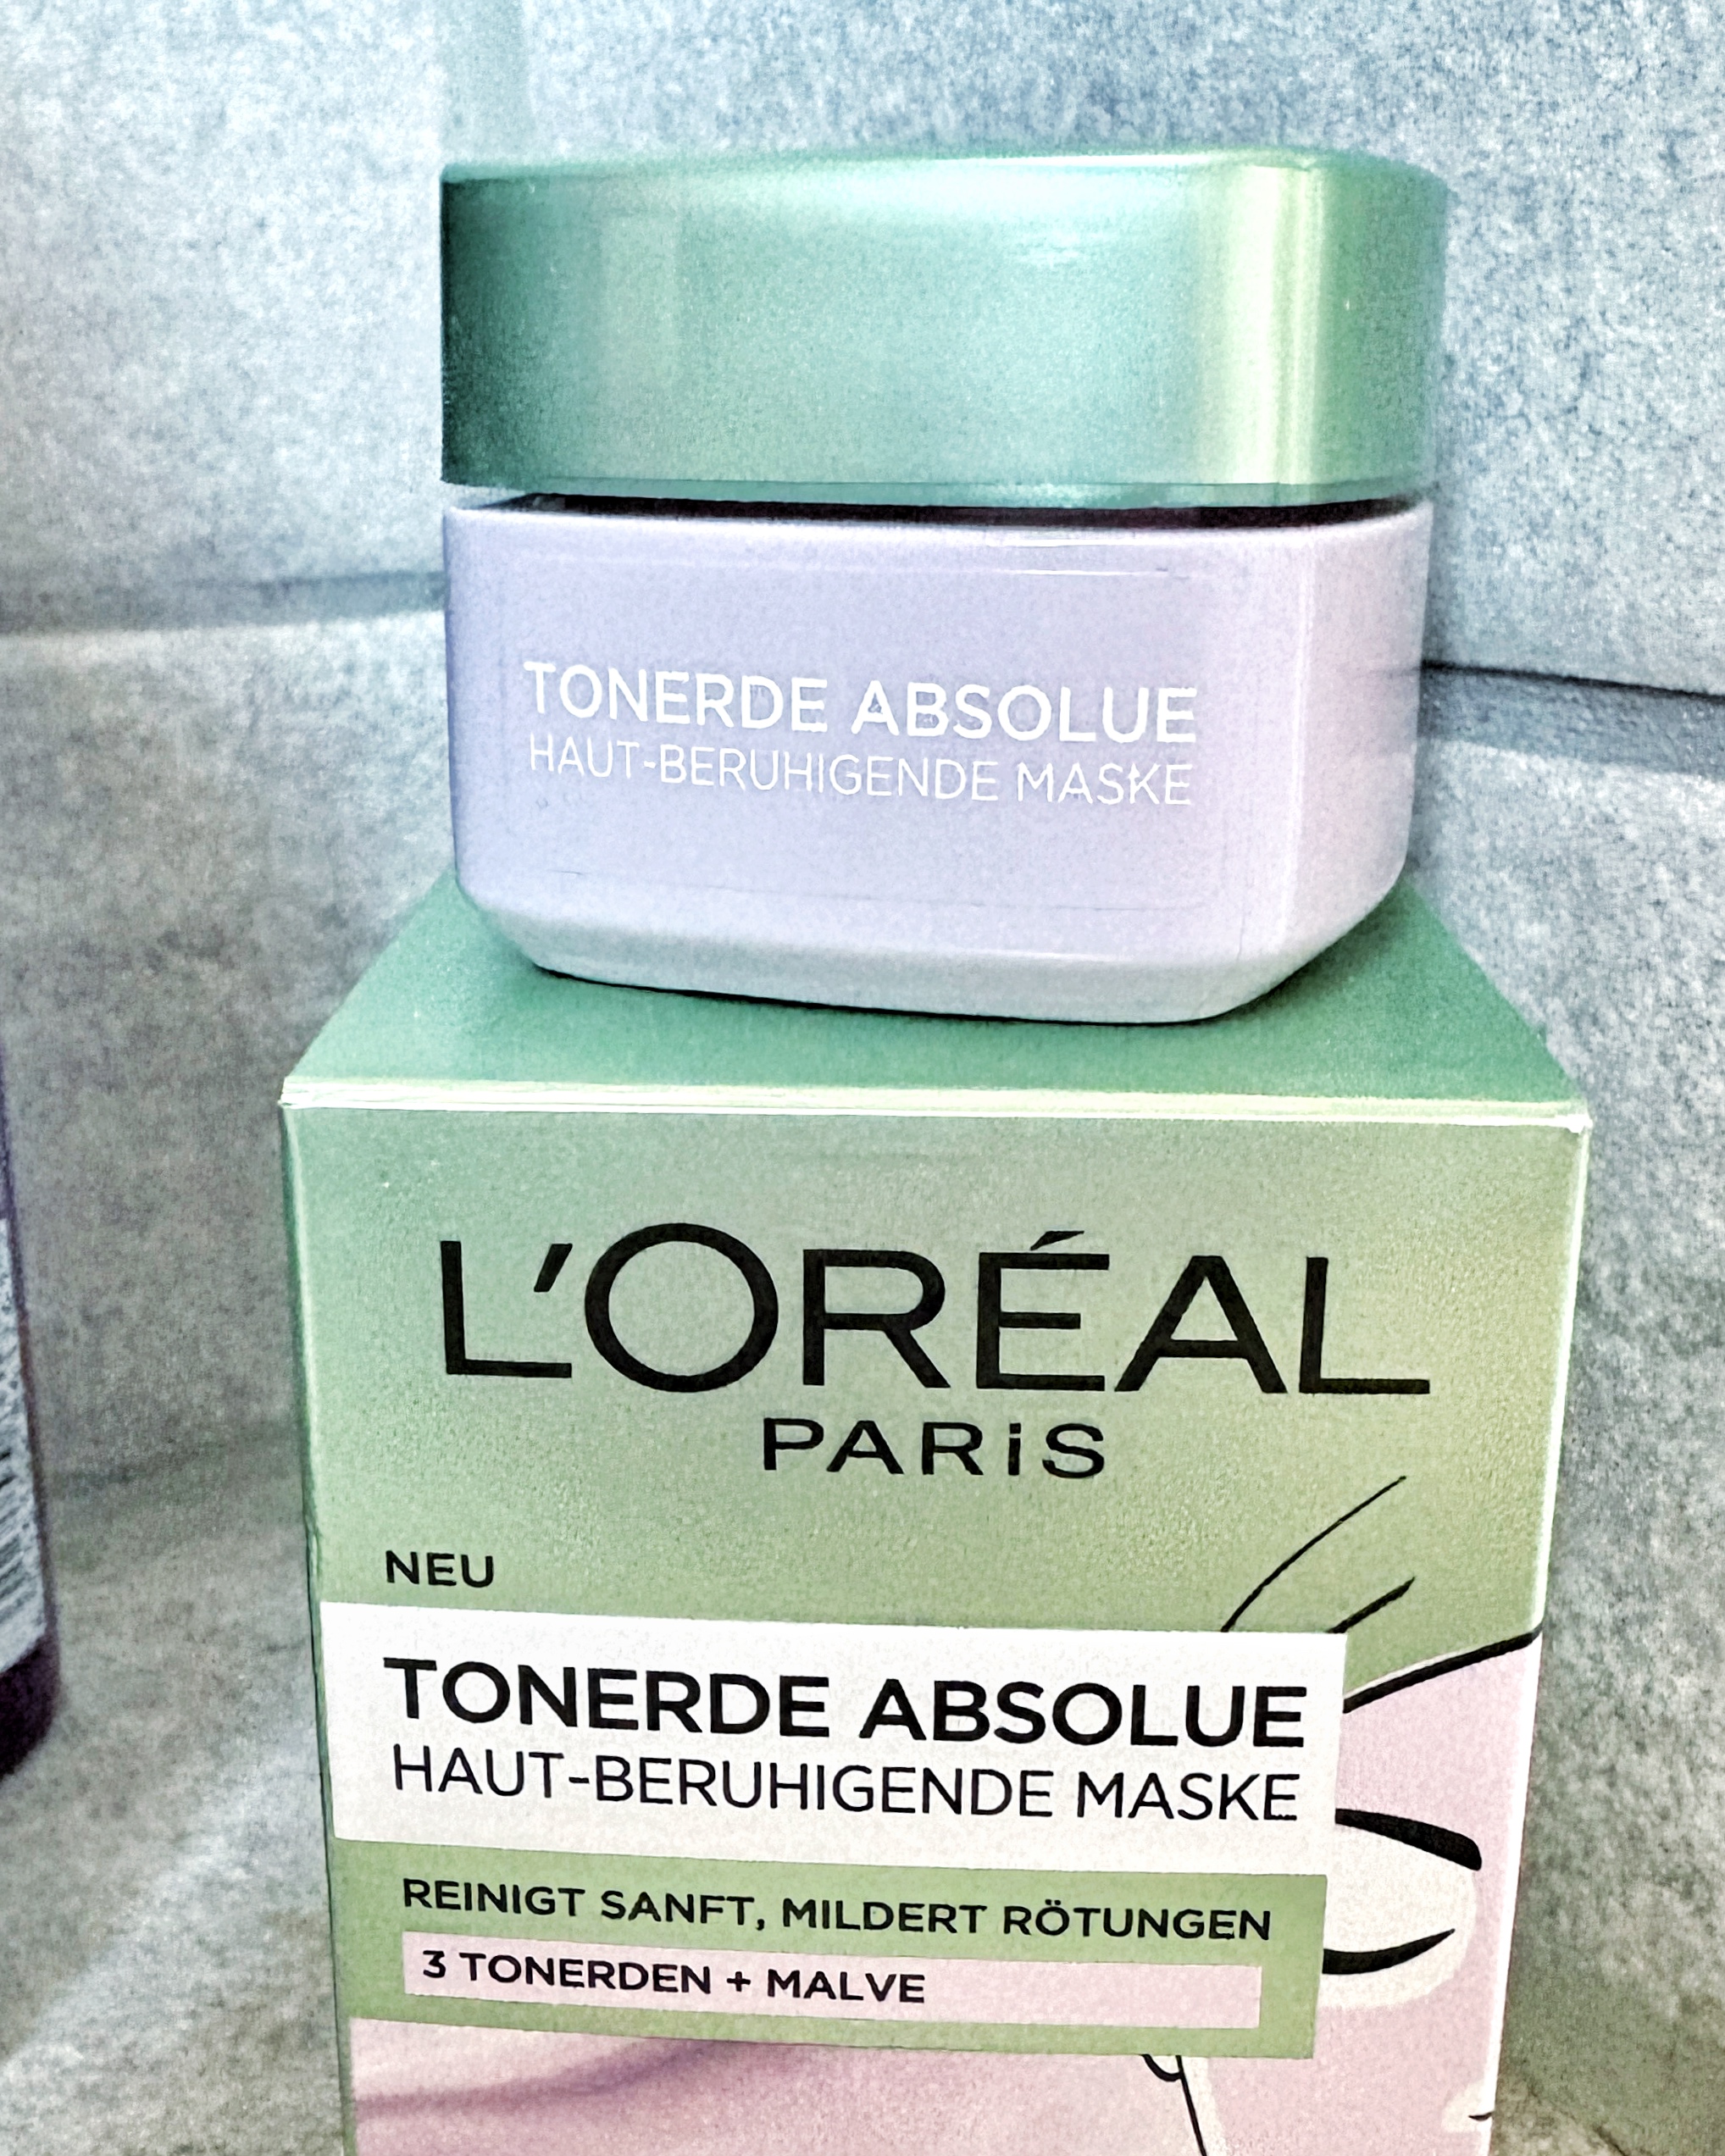 TONERDE ABSOLUE
HAUT-BERUHIGENDE MASKE
L'ORÉAL
PARiS
NEU
TONERDE ABSOLUE
HAUT-BERUHIGENDE MASKE
REINIGT SANFT, MILDERT RÖTUNGEN
3 TONERDEN + MALVE